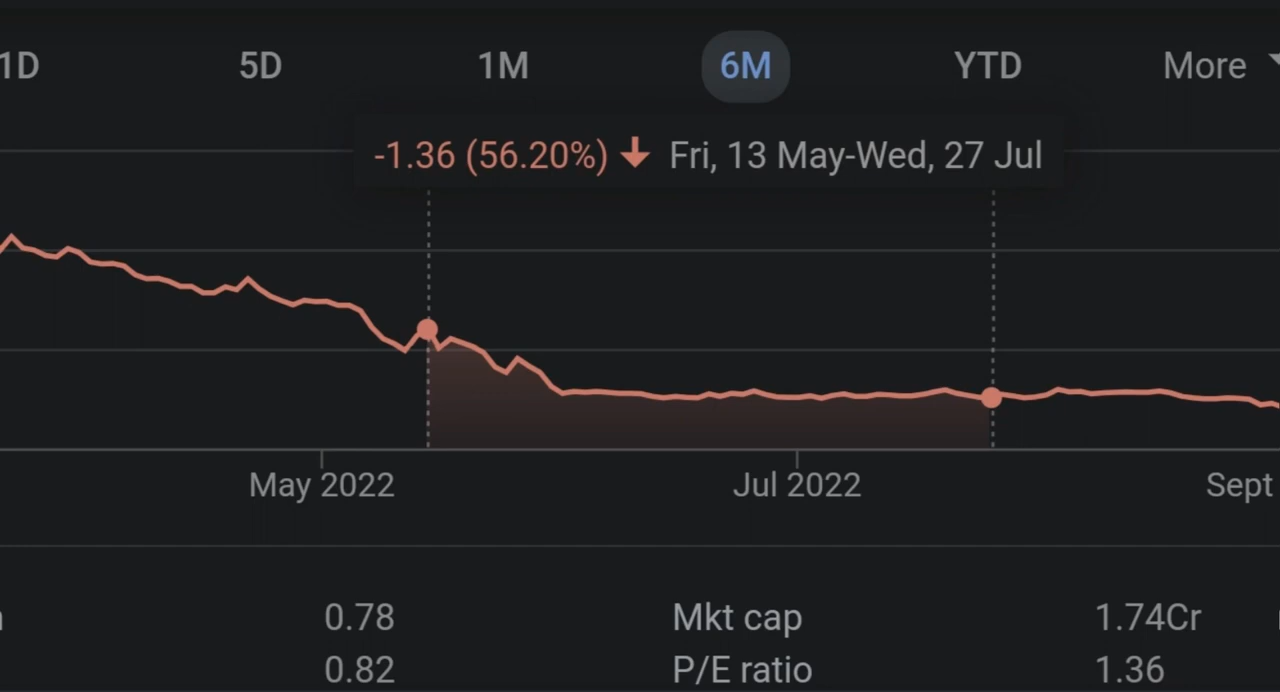 1D 5D 1M 6M YTD More
-1.36 (56.20%) Fri, 13 May-Wed, 27 Jul
May 2022 Jul 2022 Sept
0.78 Mkt cap 1.74Cr
0.82 P/E ratio 1.36